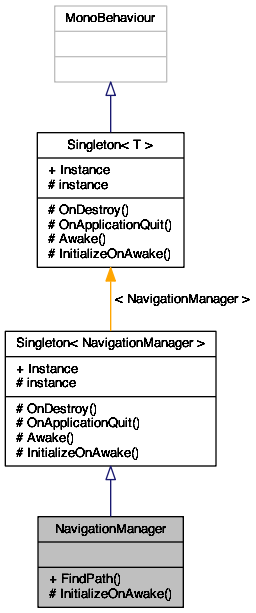 MonoBehaviour
Singleton< T >
+ Instance
# instance
# OnDestroy()
# OnApplicationQuit()
# Awake()
# InitializeOnAwake()
< NavigationManager >
Singleton< NavigationManager >
+ Instance
# instance
# OnDestroy()
# OnApplicationQuit()
# Awake()
# InitializeOnAwake()
NavigationManager
+ FindPath()
# InitializeOnAwake()